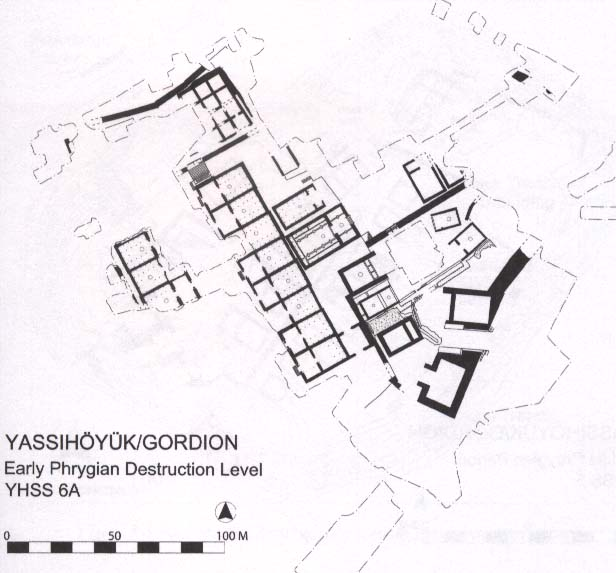 YASSIHÖYÜK/GORDION
Early Phrygian Destruction Level
YHSS 6A
0 50 100 M